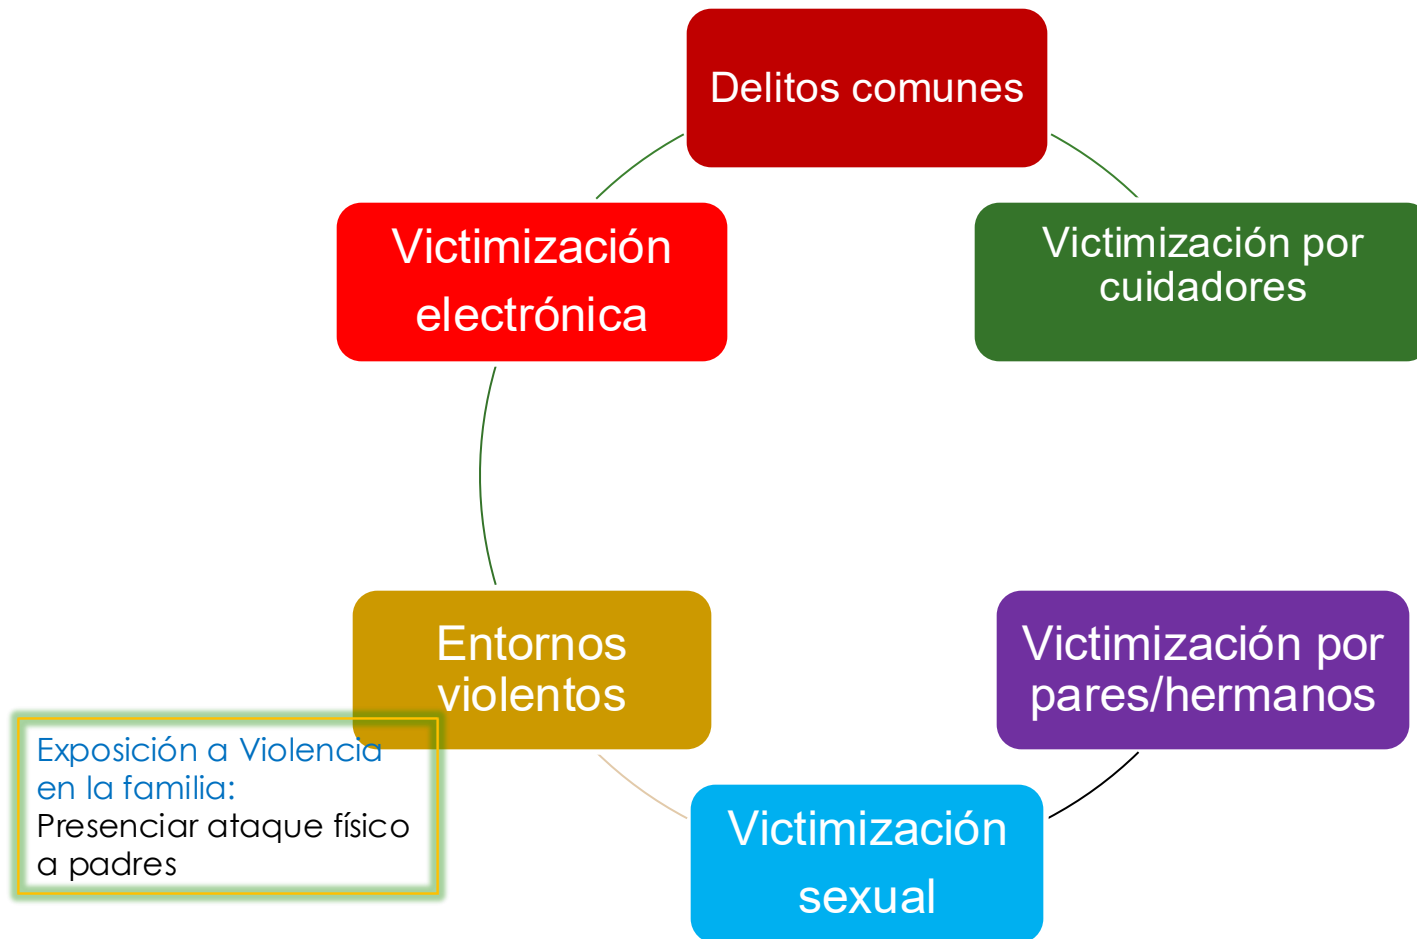 Delitos comunes
Victimización
electrónica
Victimización por
cuidadores
Entornos
violentos
Victimización por
pares/hermanos
Exposición a Violencia
en la familia:
Presenciar ataque físico
a padres
Victimización
sexual